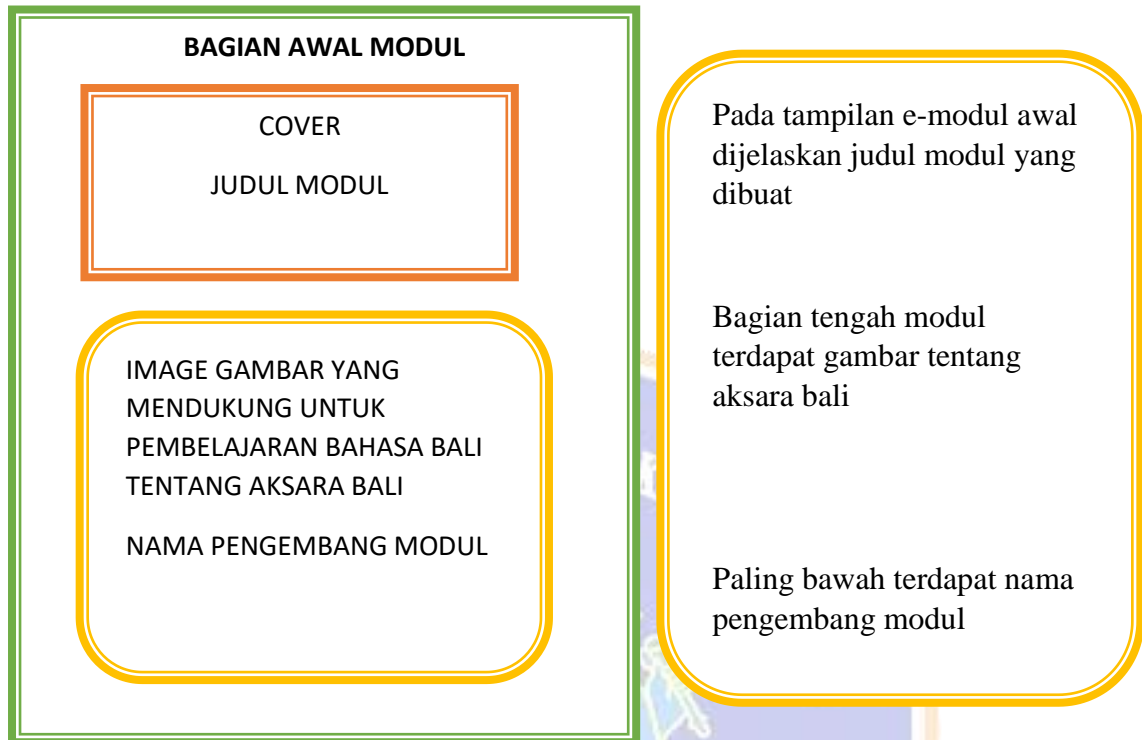 BAGIAN AWAL MODUL
COVER
JUDUL MODUL
IMAGE GAMBAR YANG
MENDUKUNG UNTUK
PEMBELAJARAN BAHASA BALI
TENTANG AKSARA BALI
NAMA PENGEMBANG MODUL
Pada tampilan e-modul awal
dijelaskan judul modul yang
dibuat
Bagian tengah modul
terdapat gambar tentang
aksara bali
Paling bawah terdapat nama
pengembang modul